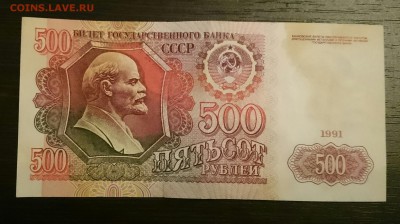 COINS.LAVE.RU
500
БИЛЕТ ГОСУДАРСТВЕННОГО БАНКА
СССР
500
1991
500
ПЯТЬСОТ
РУБЛЕЙ
500